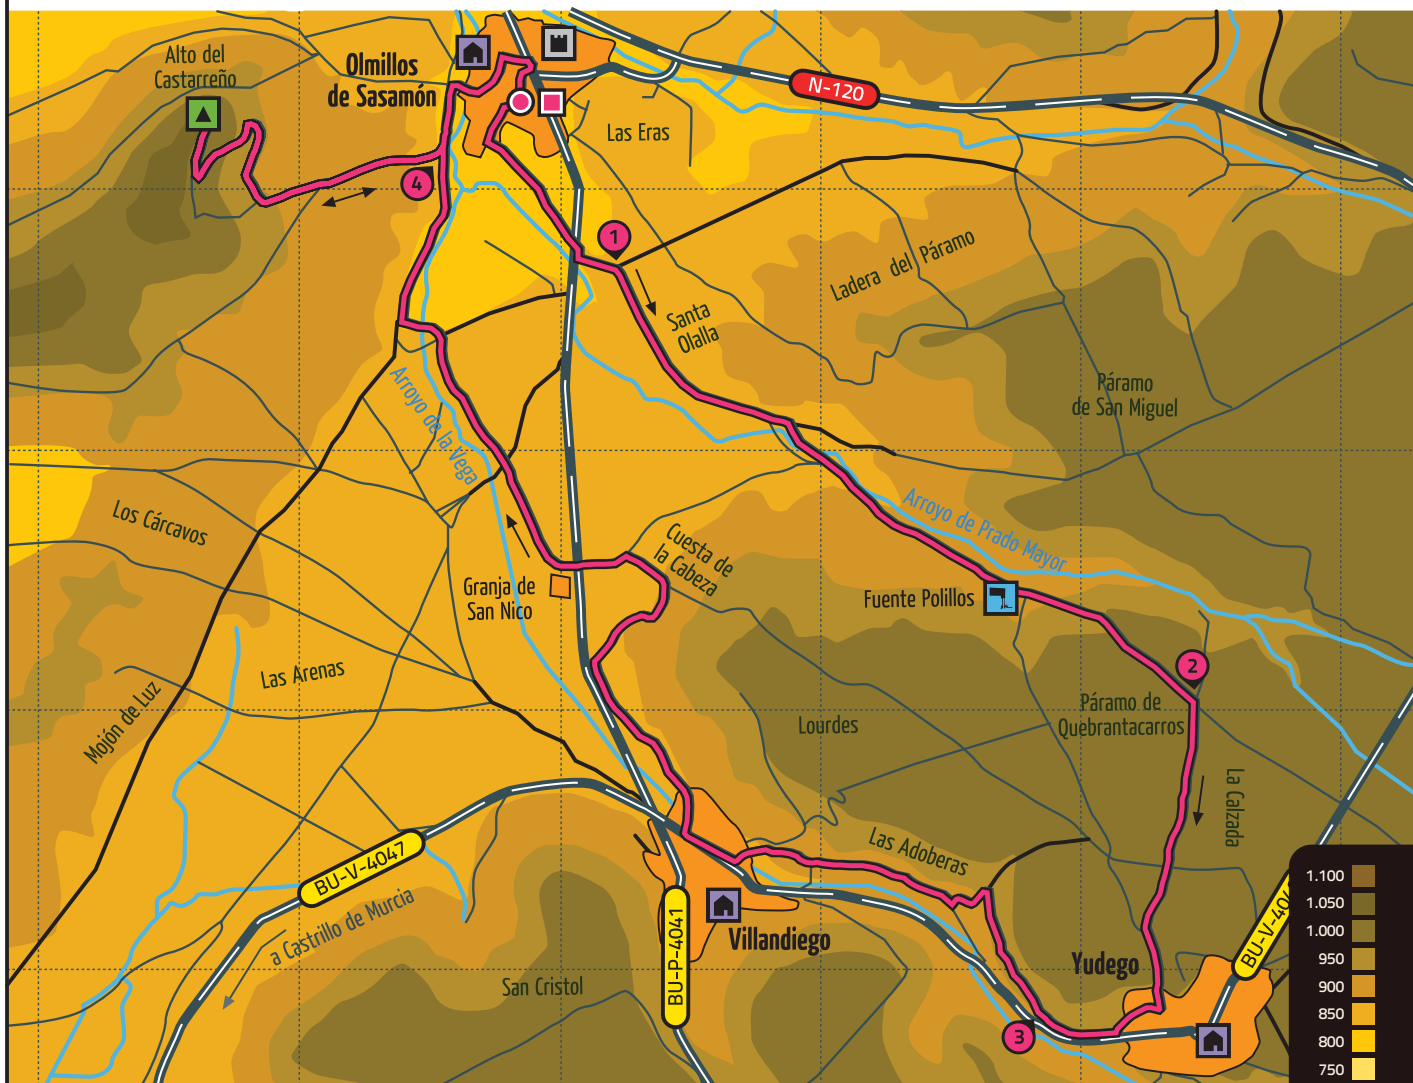 Alto del
Castarreño
Olmillos
de Sasamón
N-120
Las Eras
4
1
Ladera del Páramo
Santa
Olalla
Páramo
de San Miguel
Arroyo de la Vega
Los Cárcavos
Arroyo de Prado Mayor
Cuesta de
la Cabeza
Granja de
San Nico
Fuente Polillos
2
Las Arenas
Mojón de Luz
Lourdes
Páramo de
Quebrantacarros
La Calzada
Las Adoberas
BU-V-4047
a Castrillo de Murcia
BU-P-4041
Villandiego
San Cristol
Yudego
3
BU-V-404
1.100
1.050
1.000
950
900
850
800
750